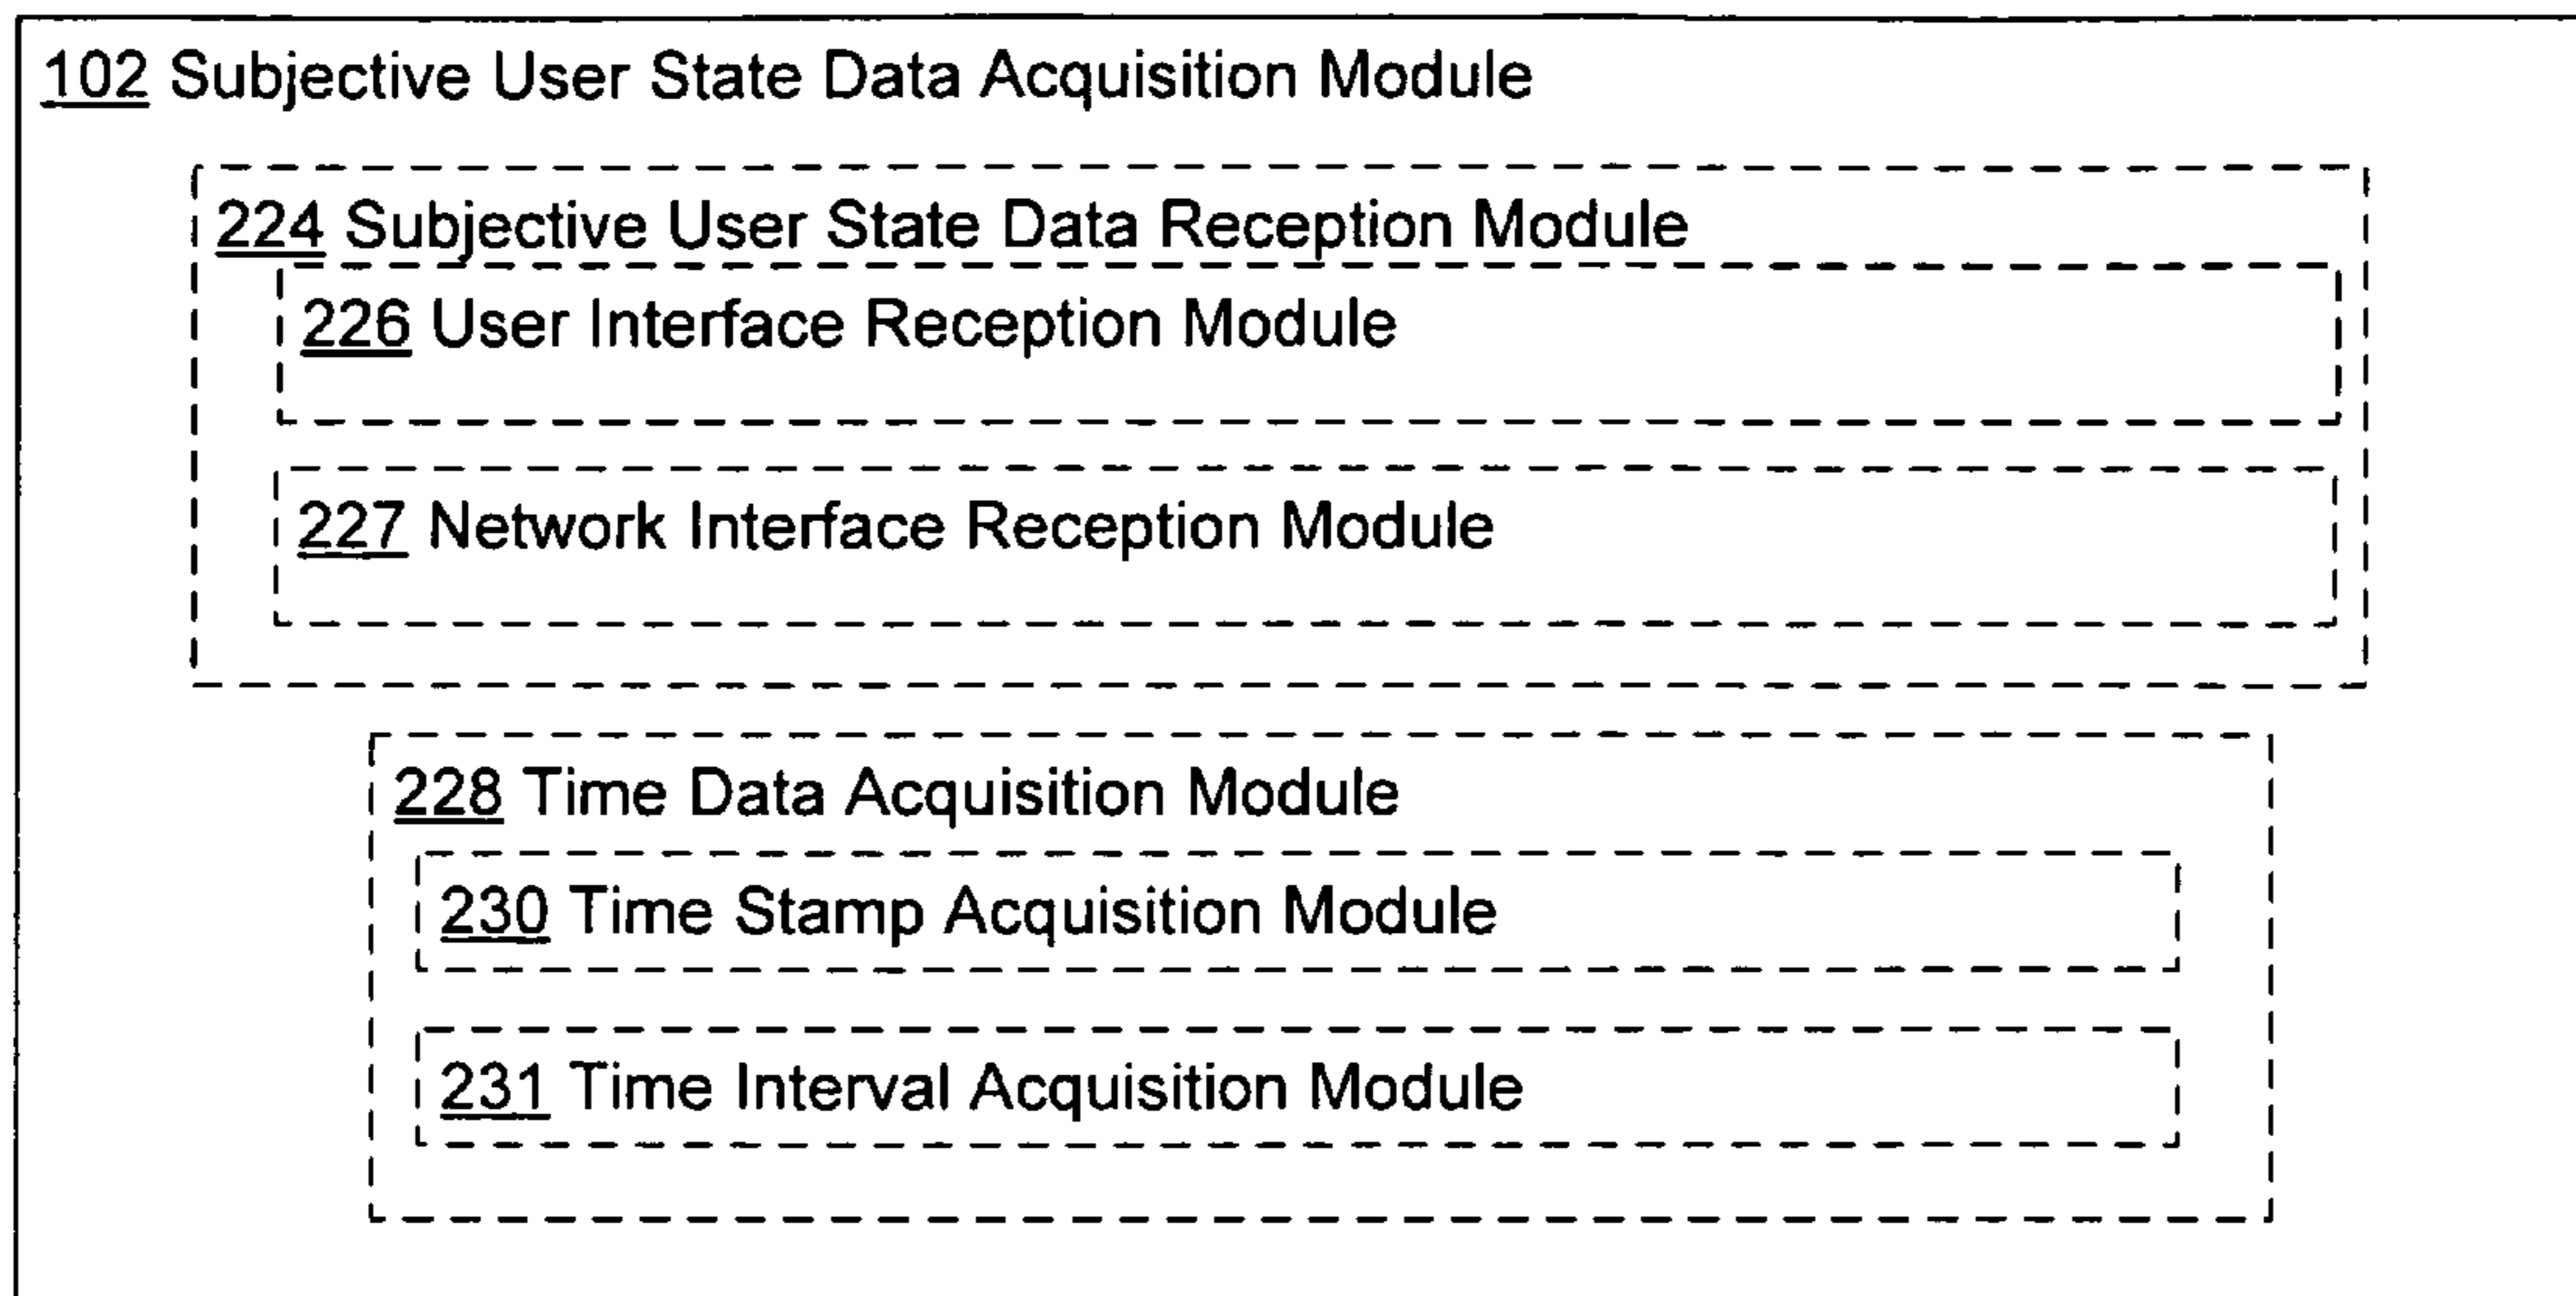 102 Subjective User State Data Acquisition Module
224 Subjective User State Data Reception Module
226 User Interface Reception Module
227 Network Interface Reception Module
228 Time Data Acquisition Module
230 Time Stamp Acquisition Module
231 Time Interval Acquisition Module